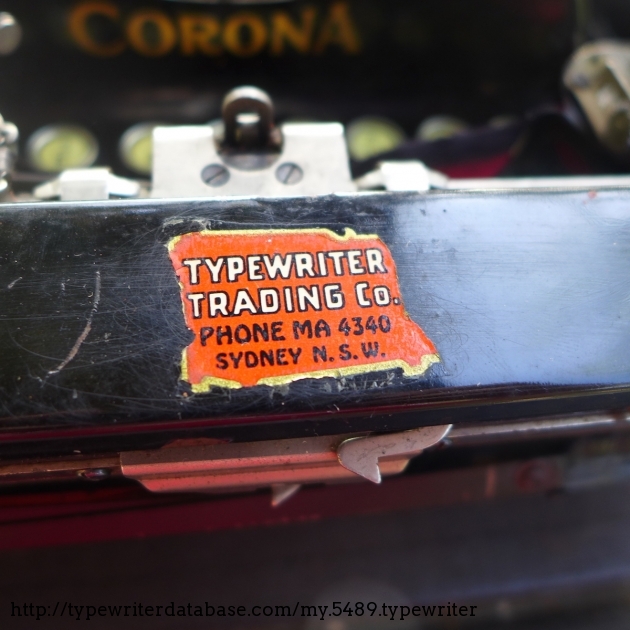 CORONA
TYPEWRITER
TRADING Co.
PHONE MA 4340
SYDNEY N.S.W.
http://typewriterdatabase.com/my.5489.typewriter